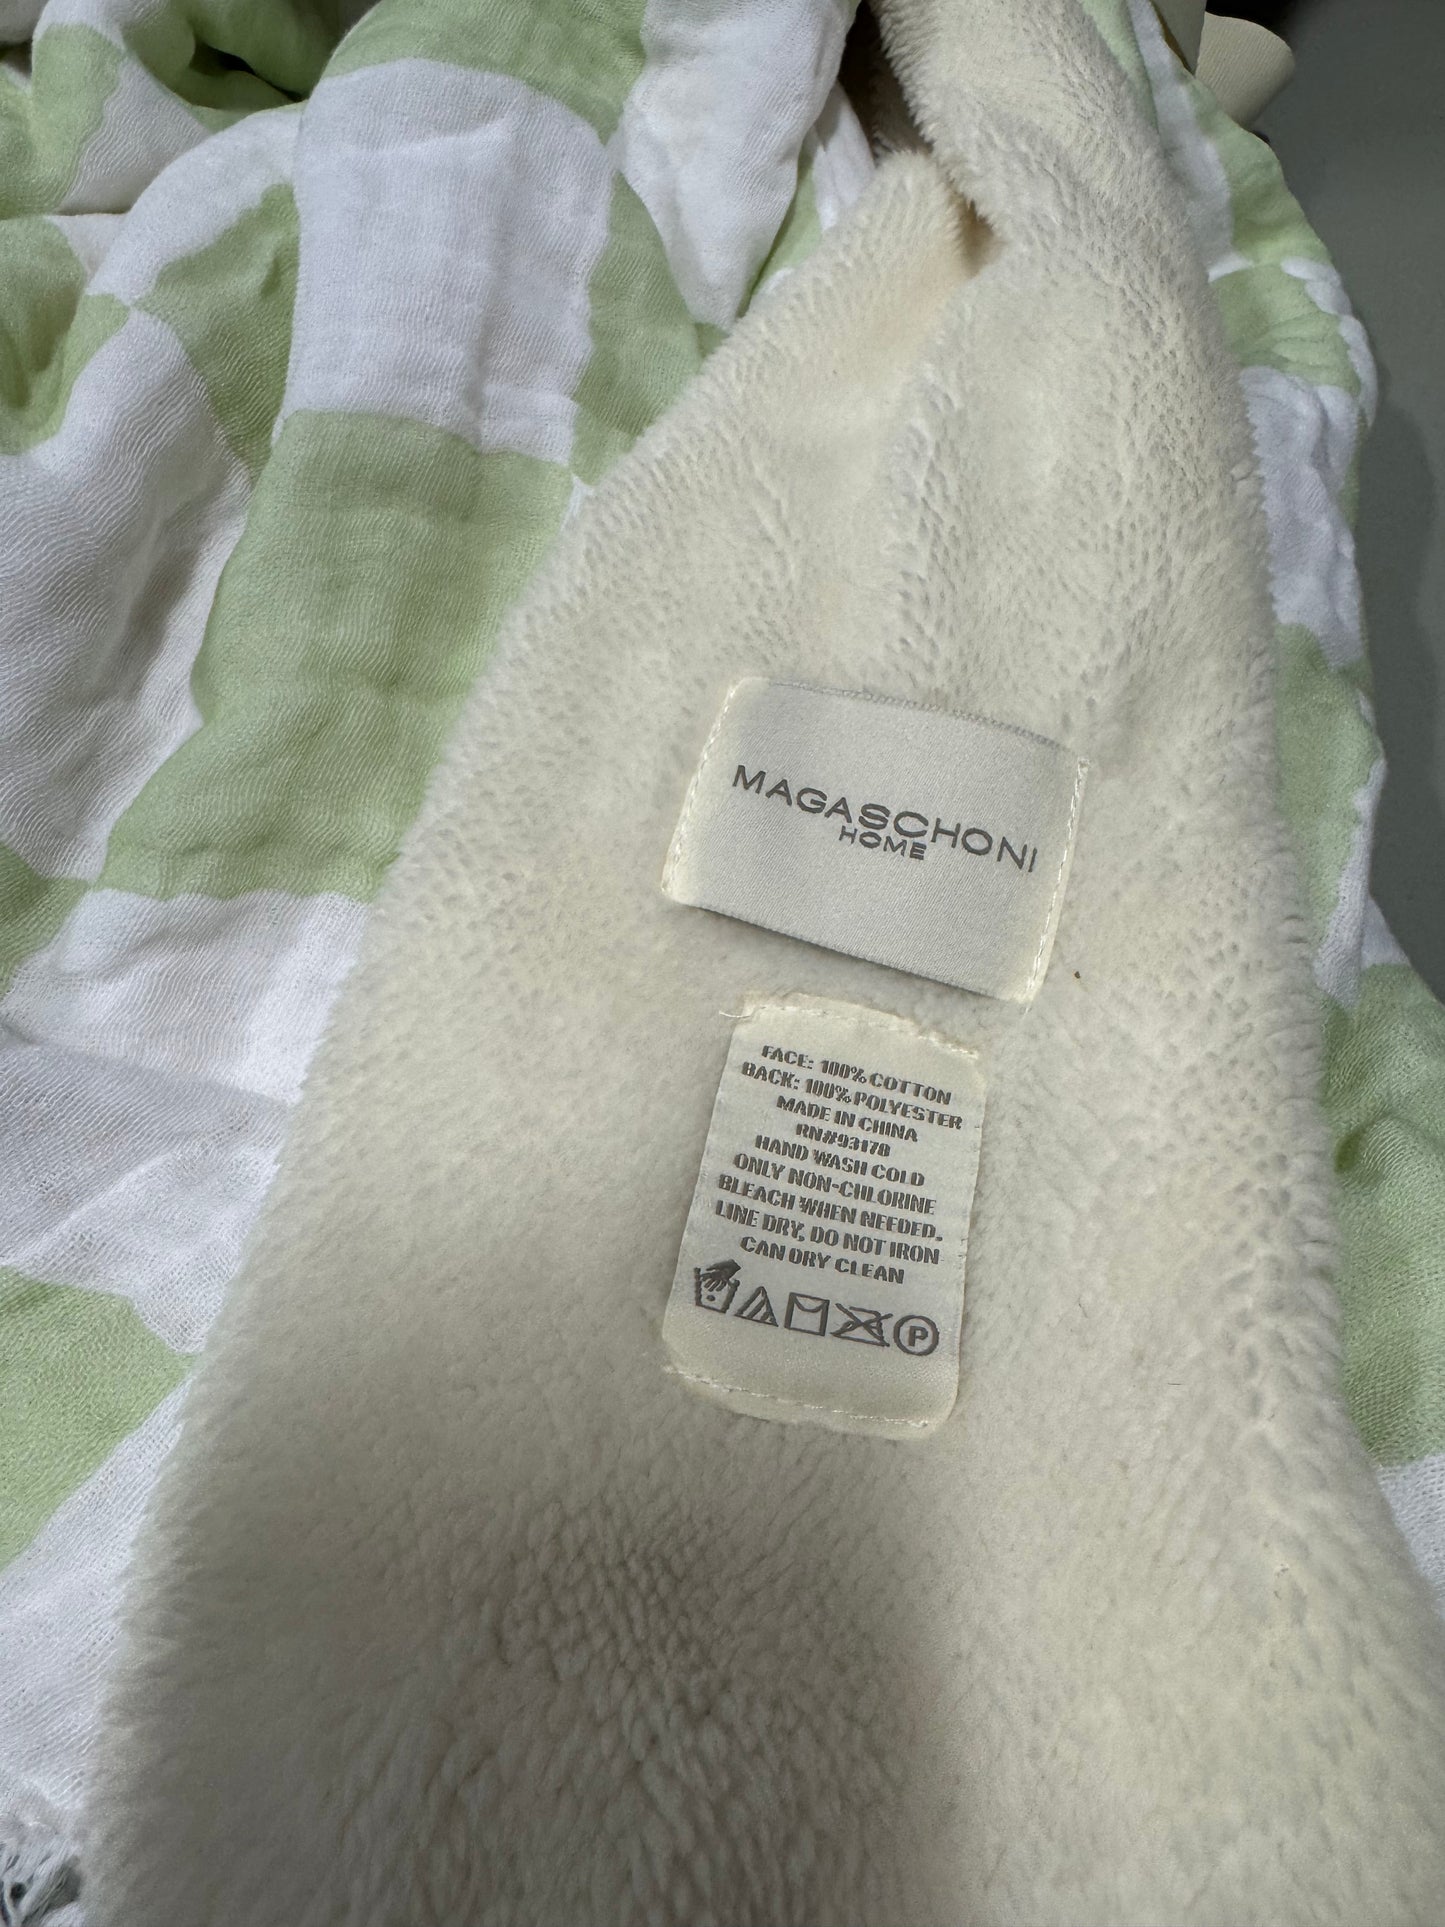 MAGASCHONI
HOME
FACE: 100% COTTON
BACK: 100% POLYESTER
MADE IN CHINA
RN#93178
HAND WASH COLD
ONLY NON-CHLORINE
BLEACH WHEN NEEDED.
LINE DRY, DO NOT IRON
CAN DRY CLEAN
P